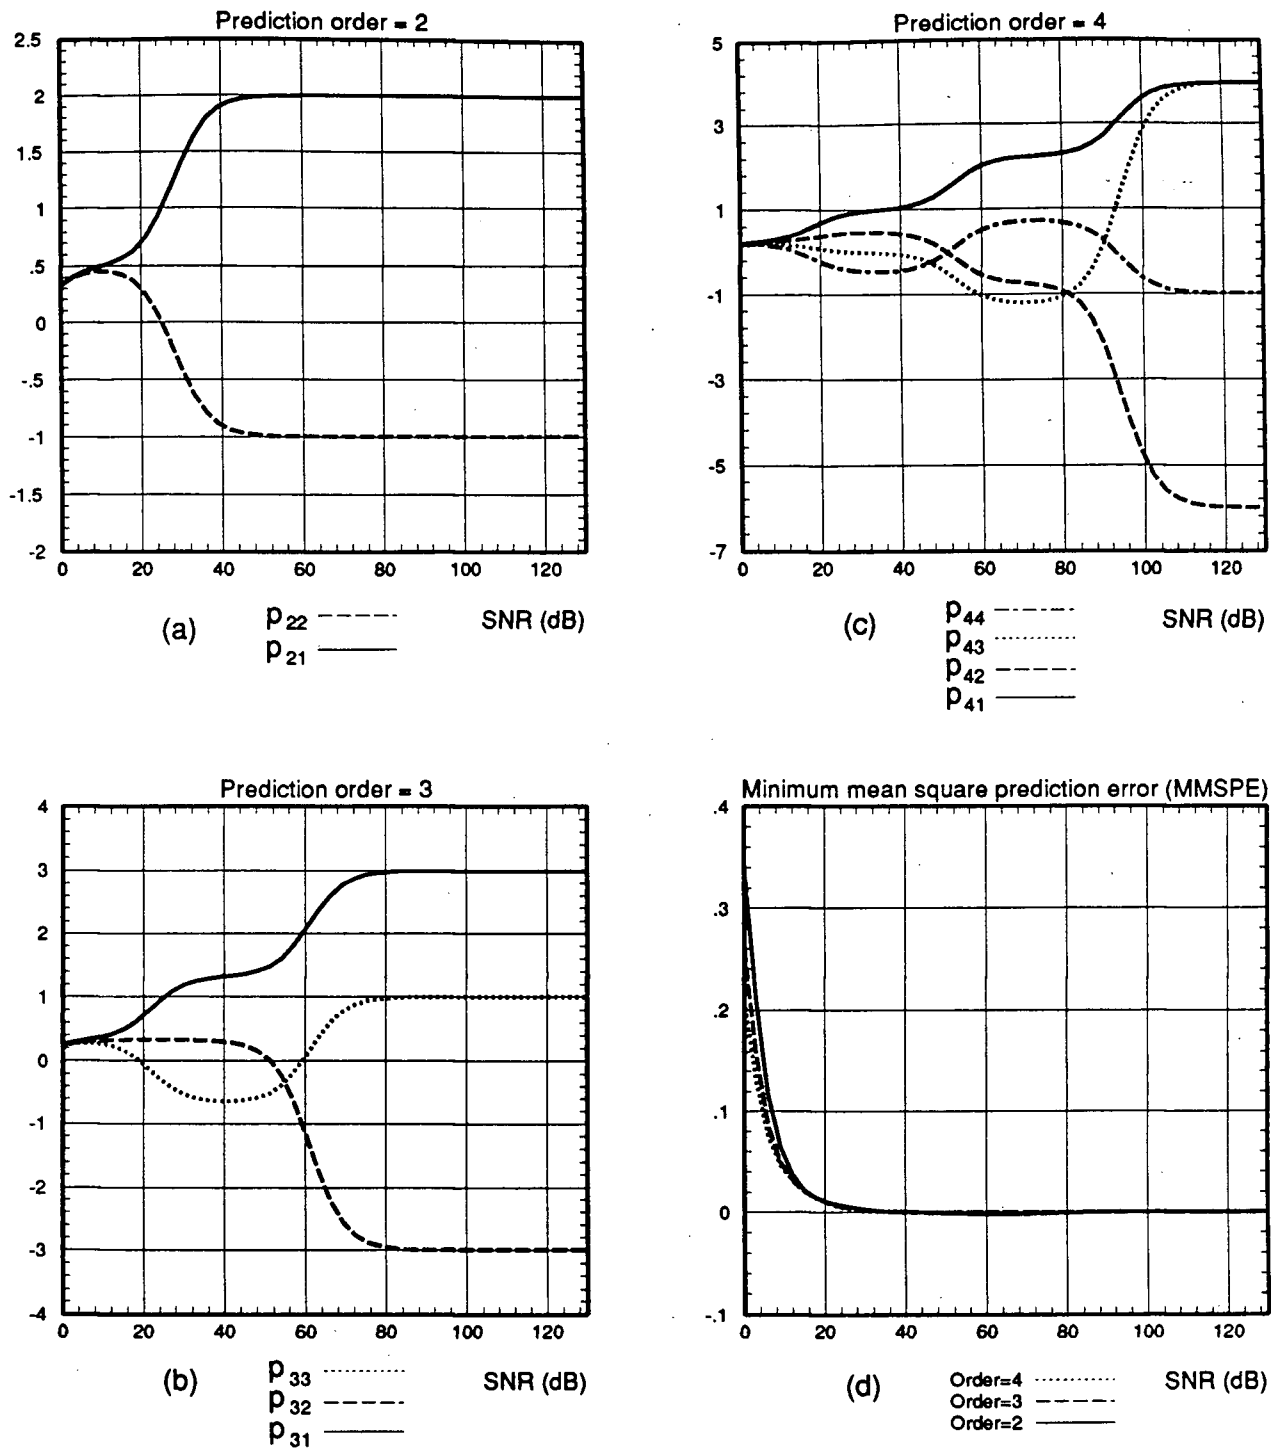 Prediction order = 2
2.5
2
1.5
1
.5
0
-.5
-1
-1.5
-2
0 20 40 60 80 100 120
(a)
p22
p21
SNR (dB)
Prediction order = 4
5
3
1
-1
-3
-5
-7
0 20 40 60 80 100 120
(c)
p44
p43
p42
p41
SNR (dB)
Prediction order = 3
4
3
2
1
0
-1
-2
-3
-4
0 20 40 60 80 100 120
(b)
p33
p32
p31
SNR (dB)
Minimum mean square prediction error (MMSPE)
.4
.3
.2
.1
0
-.1
0 20 40 60 80 100 120
(d)
Order=4
Order=3
Order=2
SNR (dB)